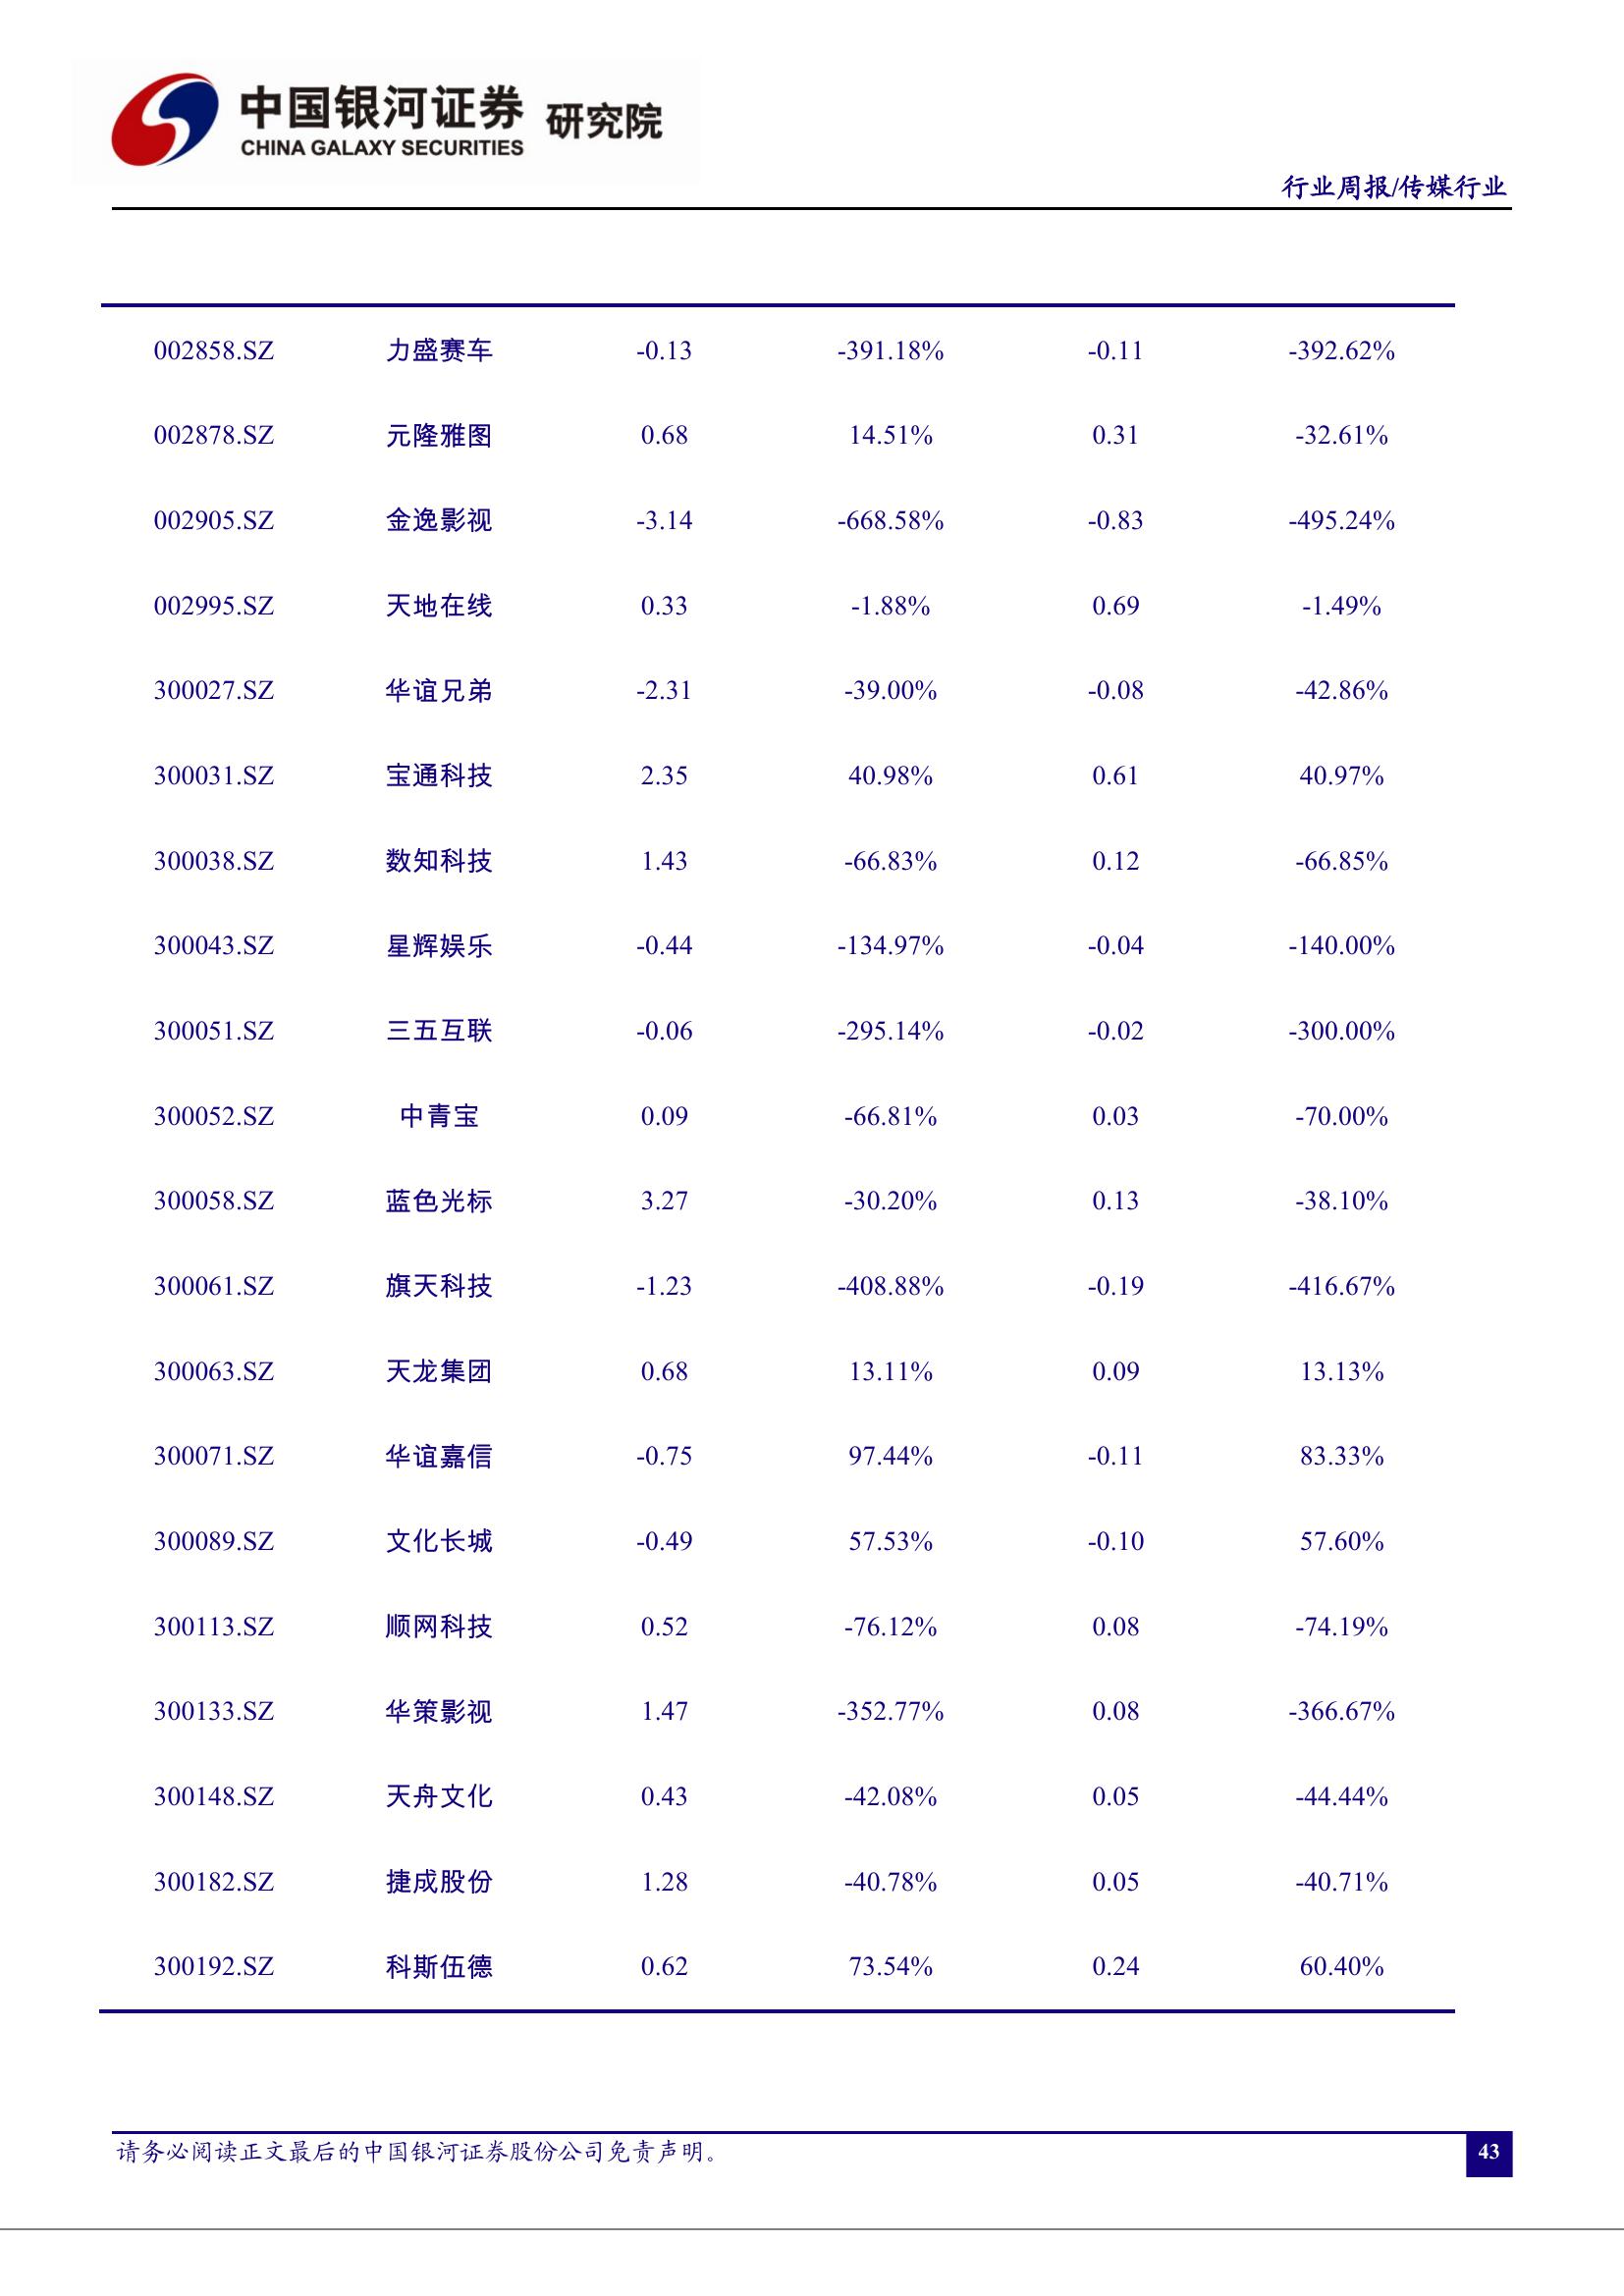 中国银河证券 研究院
CHINA GALAXY SECURITIES
行业周报/传媒行业
002858.SZ 力盛赛车 -0.13 -391.18% -0.11 -392.62%
002878.SZ 元隆雅图 0.68 14.51% 0.31 -32.61%
002905.SZ 金逸影视 -3.14 -668.58% -0.83 -495.24%
002995.SZ 天地在线 0.33 -1.88% 0.69 -1.49%
300027.SZ 华谊兄弟 -2.31 -39.00% -0.08 -42.86%
300031.SZ 宝通科技 2.35 40.98% 0.61 40.97%
300038.SZ 数知科技 1.43 -66.83% 0.12 -66.85%
300043.SZ 星辉娱乐 -0.44 -134.97% -0.04 -140.00%
300051.SZ 三五互联 -0.06 -295.14% -0.02 -300.00%
300052.SZ 中青宝 0.09 -66.81% 0.03 -70.00%
300058.SZ 蓝色光标 3.27 -30.20% 0.13 -38.10%
300061.SZ 旗天科技 -1.23 -408.88% -0.19 -416.67%
300063.SZ 天龙集团 0.68 13.11% 0.09 13.13%
300071.SZ 华谊嘉信 -0.75 97.44% -0.11 83.33%
300089.SZ 文化长城 -0.49 57.53% -0.10 57.60%
300113.SZ 顺网科技 0.52 -76.12% 0.08 -74.19%
300133.SZ 华策影视 1.47 -352.77% 0.08 -366.67%
300148.SZ 天舟文化 0.43 -42.08% 0.05 -44.44%
300182.SZ 捷成股份 1.28 -40.78% 0.05 -40.71%
300192.SZ 科斯伍德 0.62 73.54% 0.24 60.40%
请务必阅读正文最后的中国银河证券股份公司免责声明。 43